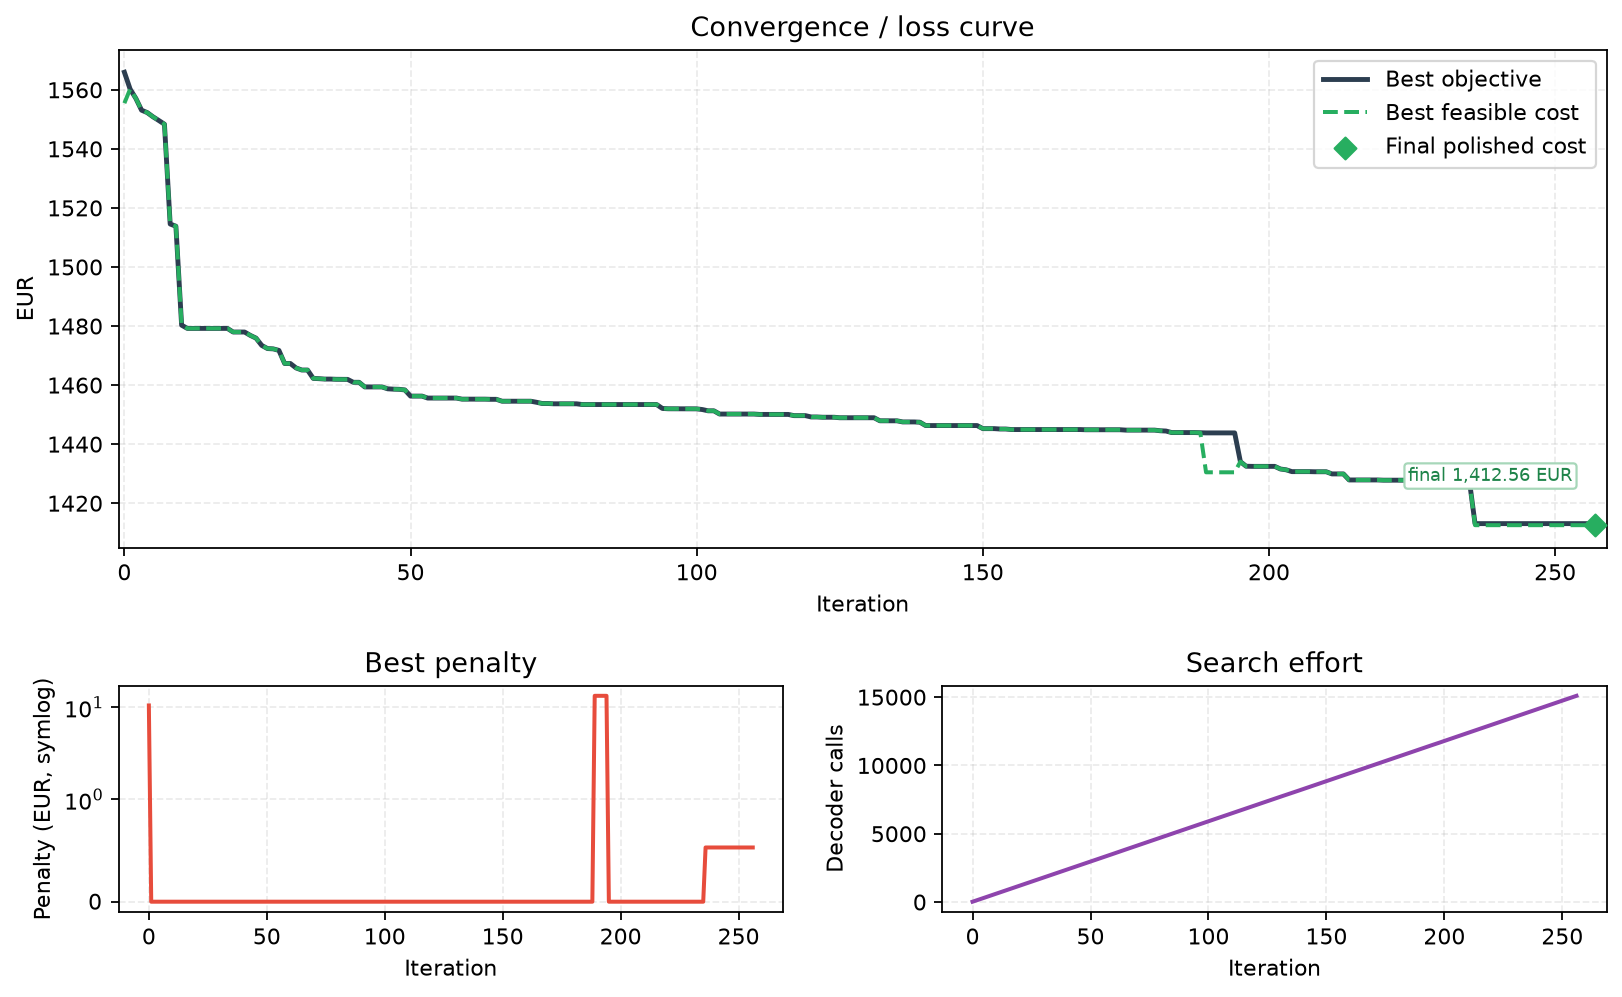 Convergence / loss curve
EUR
1560
1540
1520
1500
1480
1460
1440
1420
Best objective
Best feasible cost
Final polished cost
final 1,412.56 EUR
0 50 100 150 200 250
Iteration
Best penalty
Penalty (EUR, symlog)
10¹
10⁰
0
0 50 100 150 200 250
Iteration
Search effort
Decoder calls
15000
10000
5000
0
0 50 100 150 200 250
Iteration